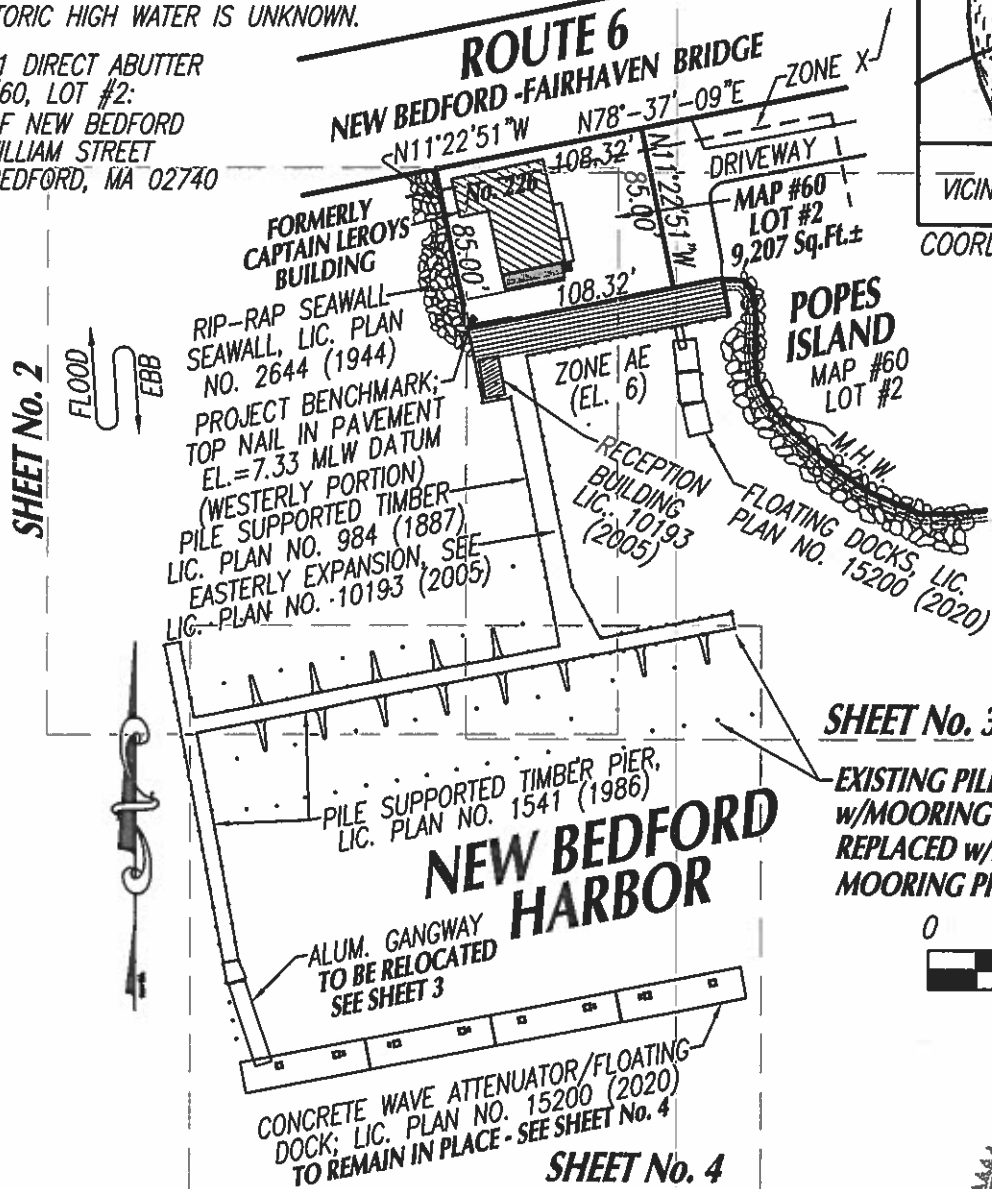 TORIC HIGH WATER IS UNKNOWN.
1 DIRECT ABUTTER
60, LOT #2:
F NEW BEDFORD
ILLIAM STREET
EDFORD, MA 02740
ROUTE 6
NEW BEDFORD -FAIRHAVEN BRIDGE
ZONE X
N11°22'51"W
N78°-37'-09"E
108.32'
DRIVEWAY
No. 226
85.00'
N11°22'51"W
85.00'
MAP #60
LOT #2
9,207 Sq.Ft.±
VICIN
COORD
FORMERLY
CAPTAIN LEROYS
BUILDING
108.32'
RIP-RAP SEAWALL
SEAWALL, LIC. PLAN
NO. 2644 (1944)
POPES
ISLAND
MAP #60
LOT #2
SHEET No. 2
FLOOD
EBB
ZONE AE
(EL. 6)
PROJECT BENCHMARK;
TOP NAIL IN PAVEMENT
EL.=7.33 MLW DATUM
(WESTERLY PORTION)
PILE SUPPORTED TIMBER
LIC. PLAN NO. 984 (1887)
EASTERLY EXPANSION, SEE
LIC. PLAN NO. 10193 (2005)
M.H.W.
RECEPTION
BUILDING
LIC. 10193
(2005)
FLOATING DOCKS, LIC.
PLAN NO. 15200 (2020)
SHEET No. 3
EXISTING PIL
w/MOORING
REPLACED w/
MOORING PI
PILE SUPPORTED TIMBER PIER,
LIC. PLAN NO. 1541 (1986)
NEW BEDFORD
HARBOR
0
ALUM. GANGWAY
TO BE RELOCATED
SEE SHEET 3
CONCRETE WAVE ATTENUATOR/FLOATING
DOCK; LIC. PLAN NO. 15200 (2020)
TO REMAIN IN PLACE - SEE SHEET No. 4
SHEET No. 4